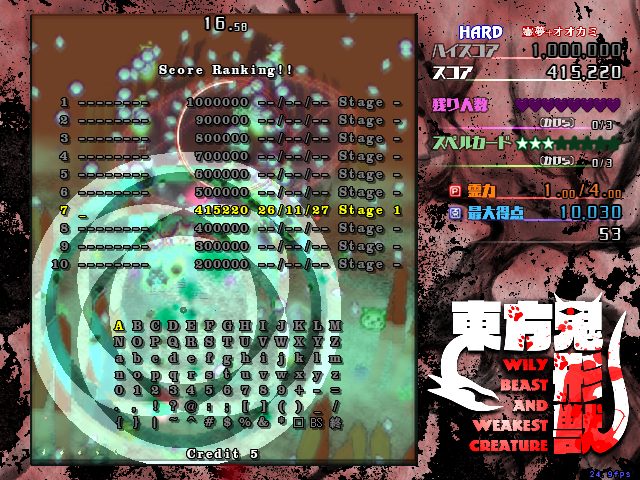 16.58
Score Ranking!!
1 -------- 1000000 --/--/-- Stage -
2 -------- 900000 --/--/-- Stage -
3 -------- 800000 --/--/-- Stage -
4 -------- 700000 --/--/-- Stage -
5 -------- 600000 --/--/-- Stage -
6 -------- 500000 --/--/-- Stage -
7 _ 415220 26/11/27 Stage 1
8 -------- 400000 --/--/-- Stage -
9 -------- 300000 --/--/-- Stage -
10 -------- 200000 --/--/-- Stage -
A B C D E F G H I J K L M
N O P Q R S T U V W X Y Z
a b c d e f g h i j k l m
n o p q r s t u v w x y z
0 1 2 3 4 5 6 7 8 9 + - =
. , ! ? @ : ; [ ] ( ) _ /
{ } | ~ ^ # $ % & * □ BS 終
Credit 5
HARD 霊夢+オオカミ
ハイスコア 1,000,000
スコア 415,220
残り人数
(かけら) 0/3
スペルカード ★★★
(かけら) 0/3
P 霊力 1.00/4.00
最大得点 10,030
53
東方鬼形獣
WILY
BEAST
AND
WEAKEST
CREATURE
24.9fps